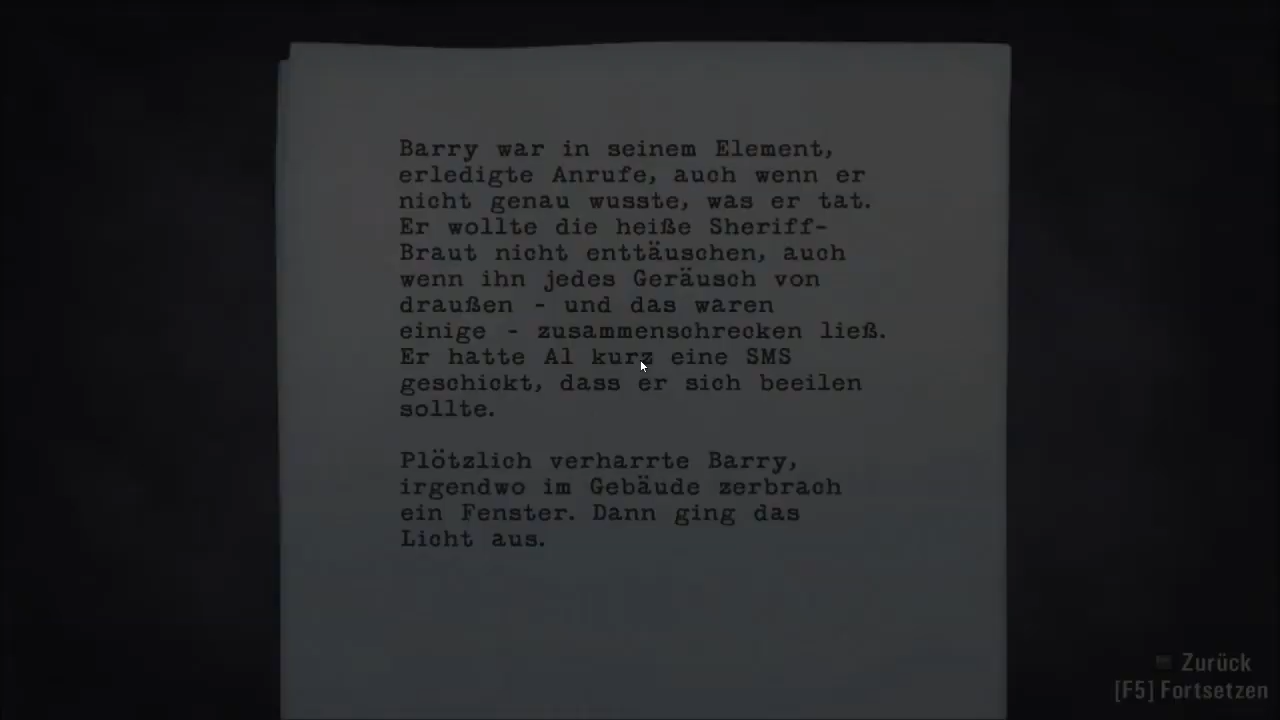 Barry war in seinem Element,
erledigte Anrufe, auch wenn er
nicht genau wusste, was er tat.
Er wollte die heiße Sheriff-
Braut nicht enttäuschen, auch
wenn ihn jedes Geräusch von
draußen - und das waren
einige - zusammenschrecken ließ.
Er hatte Al kurz eine SMS
geschickt, dass er sich beeilen
sollte.
Plötzlich verharrte Barry,
irgendwo im Gebäude zerbrach
ein Fenster. Dann ging das
Licht aus.
Zurück
[F5] Fortsetzen